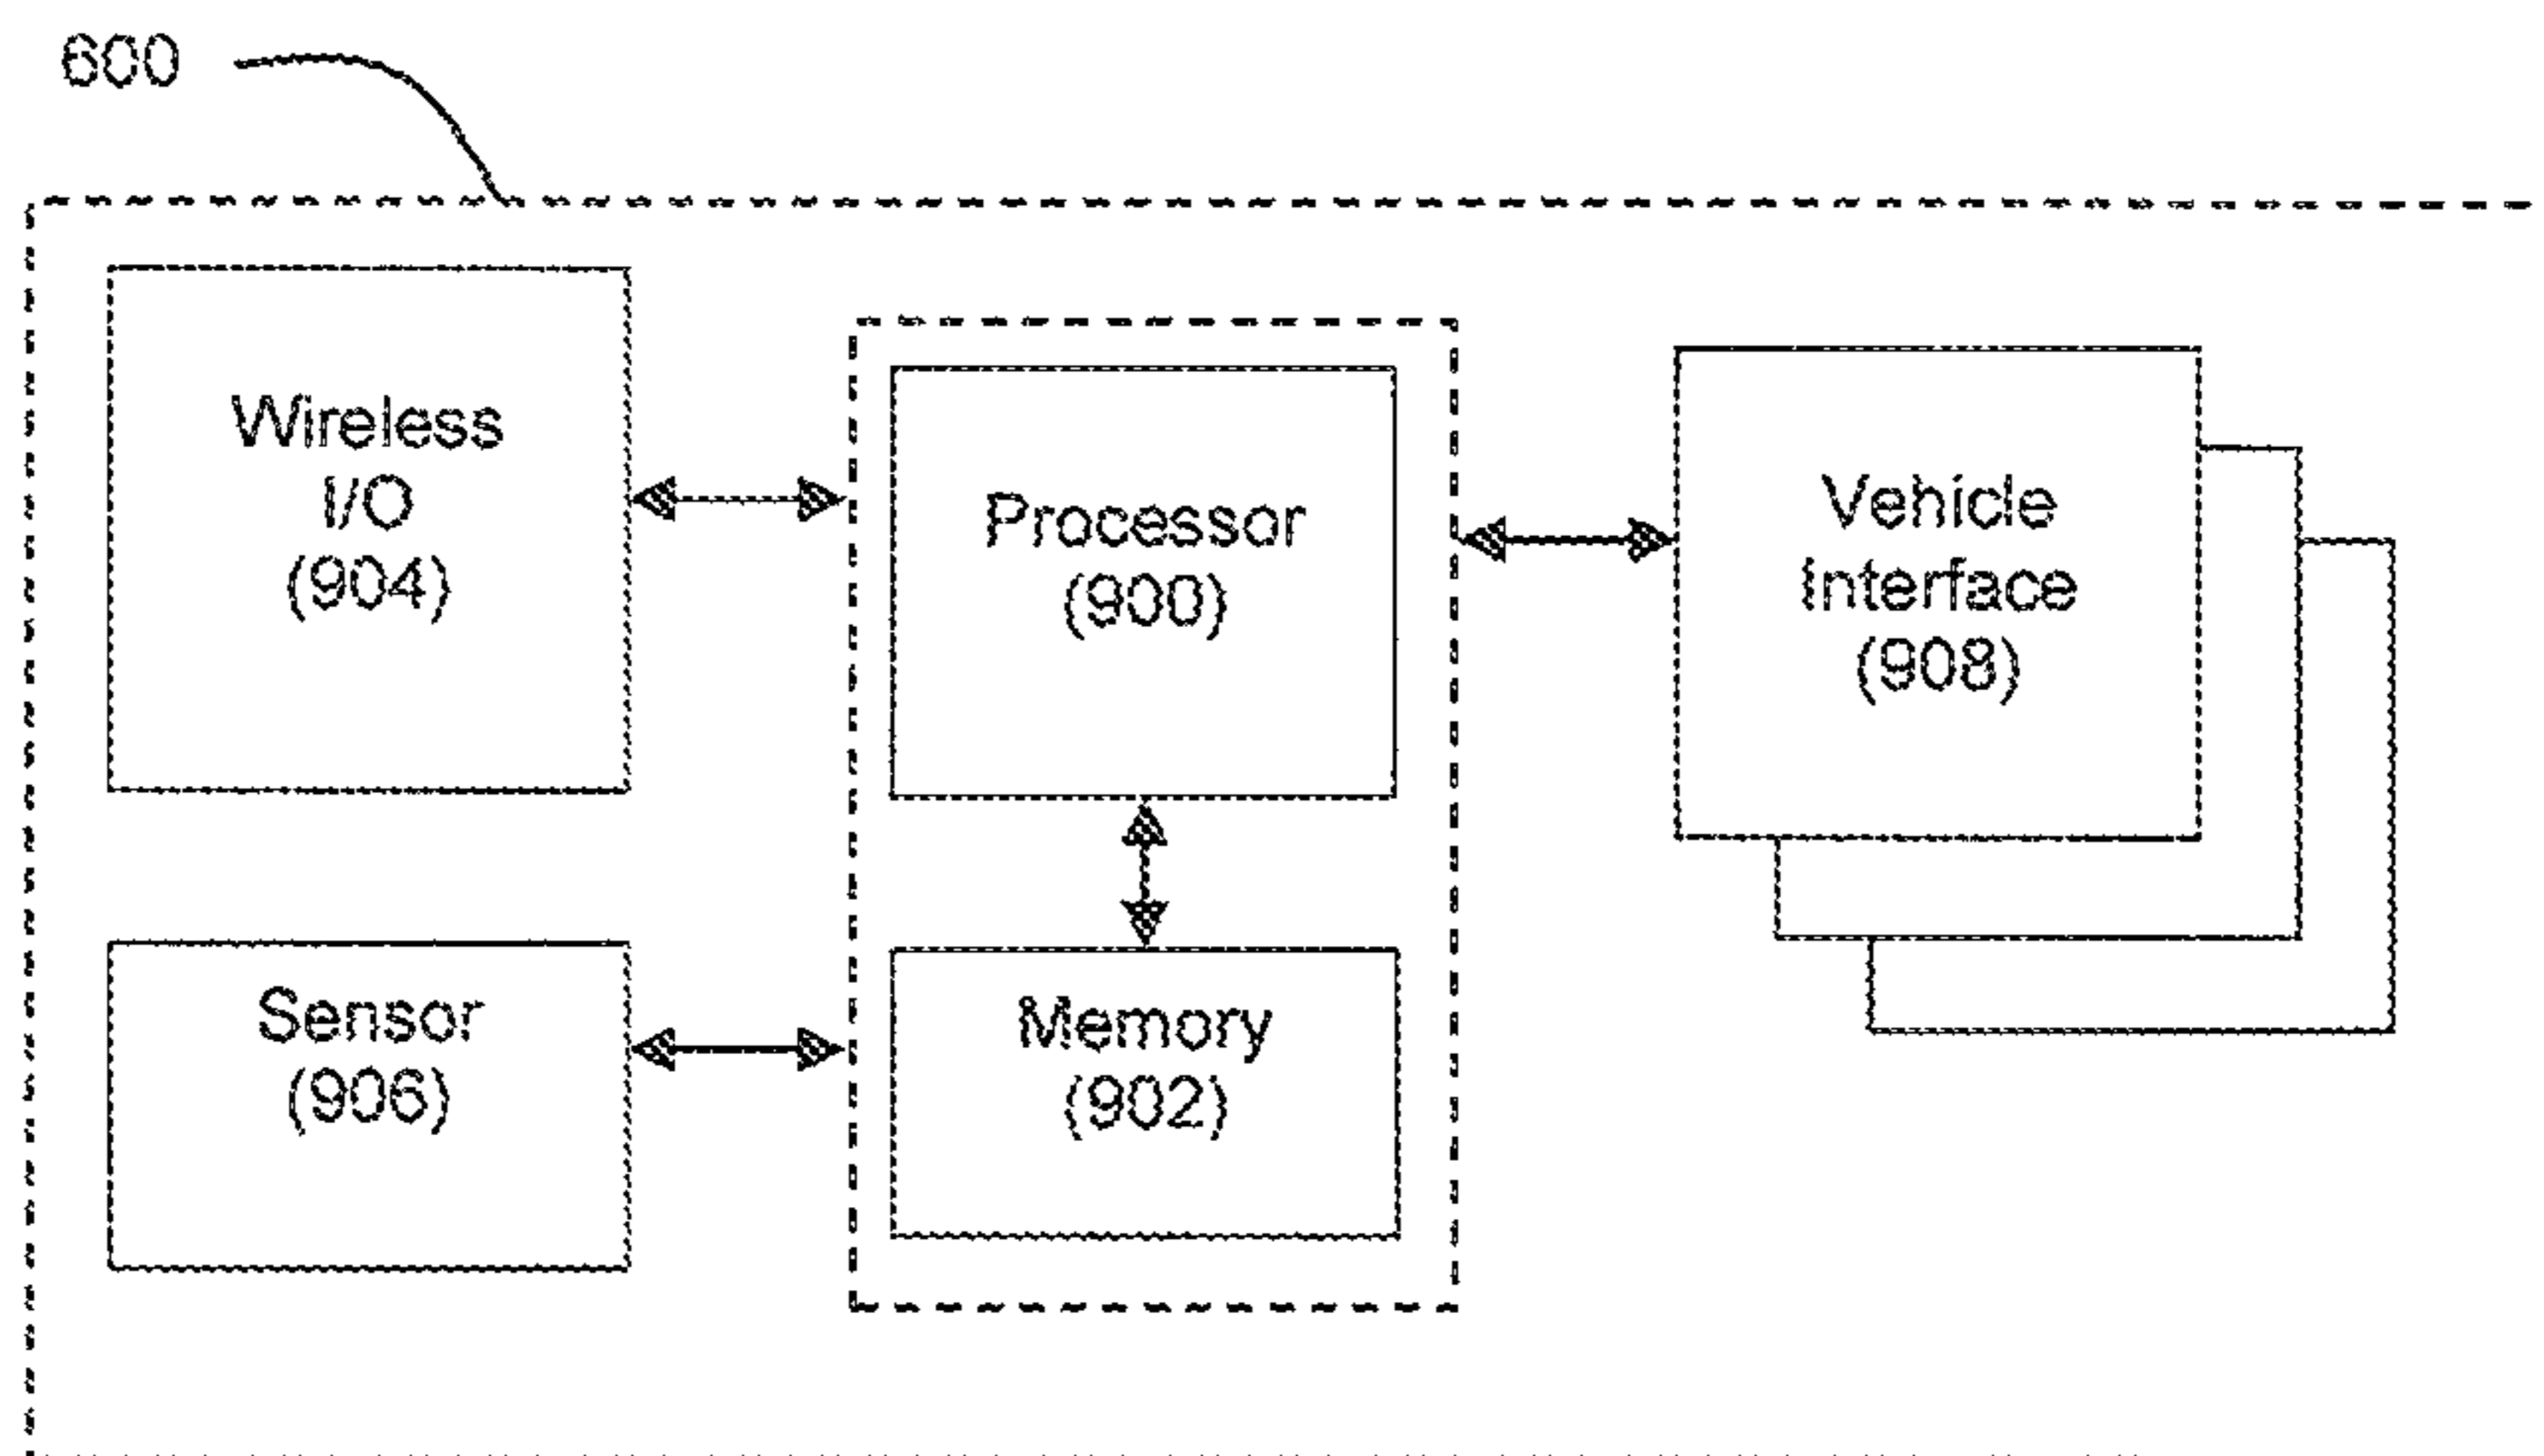 600
Wireless
I/O
(904)
Processor
(900)
Vehicle
Interface
(908)
Sensor
(906)
Memory
(902)